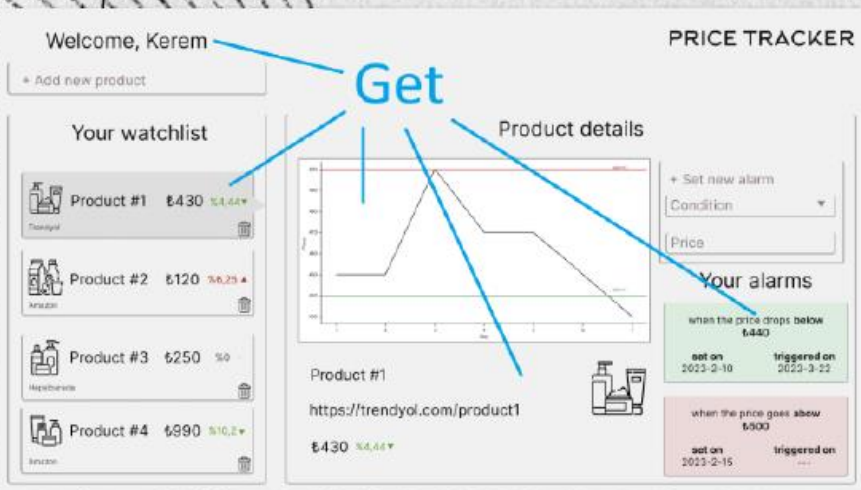 Welcome, Kerem
PRICE TRACKER
+ Add new product
Get
Your watchlist
Product #1 ₺430 %4,44▾
Trendyol
Product #2 ₺120 %6,25▴
Amazon
Product #3 ₺250 %0
Hepsiburada
Product #4 ₺990 %10,2▾
Amazon
Product details
Product #1
https://trendyol.com/product1
₺430 %4,44▾
+ Set new alarm
Condition
Price
Your alarms
when the price drops below
₺440
set on triggered on
2023-2-10 2023-3-22
when the price goes abow
₺500
set on triggered on
2023-2-15 ---